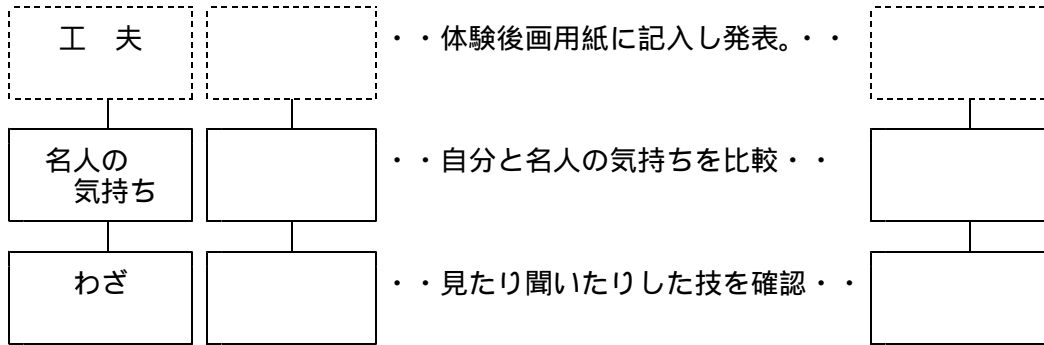 工　夫
・・体験後画用紙に記入し発表。・・
名人の
気持ち
・・自分と名人の気持ちを比較・・
わざ
・・見たり聞いたりした技を確認・・